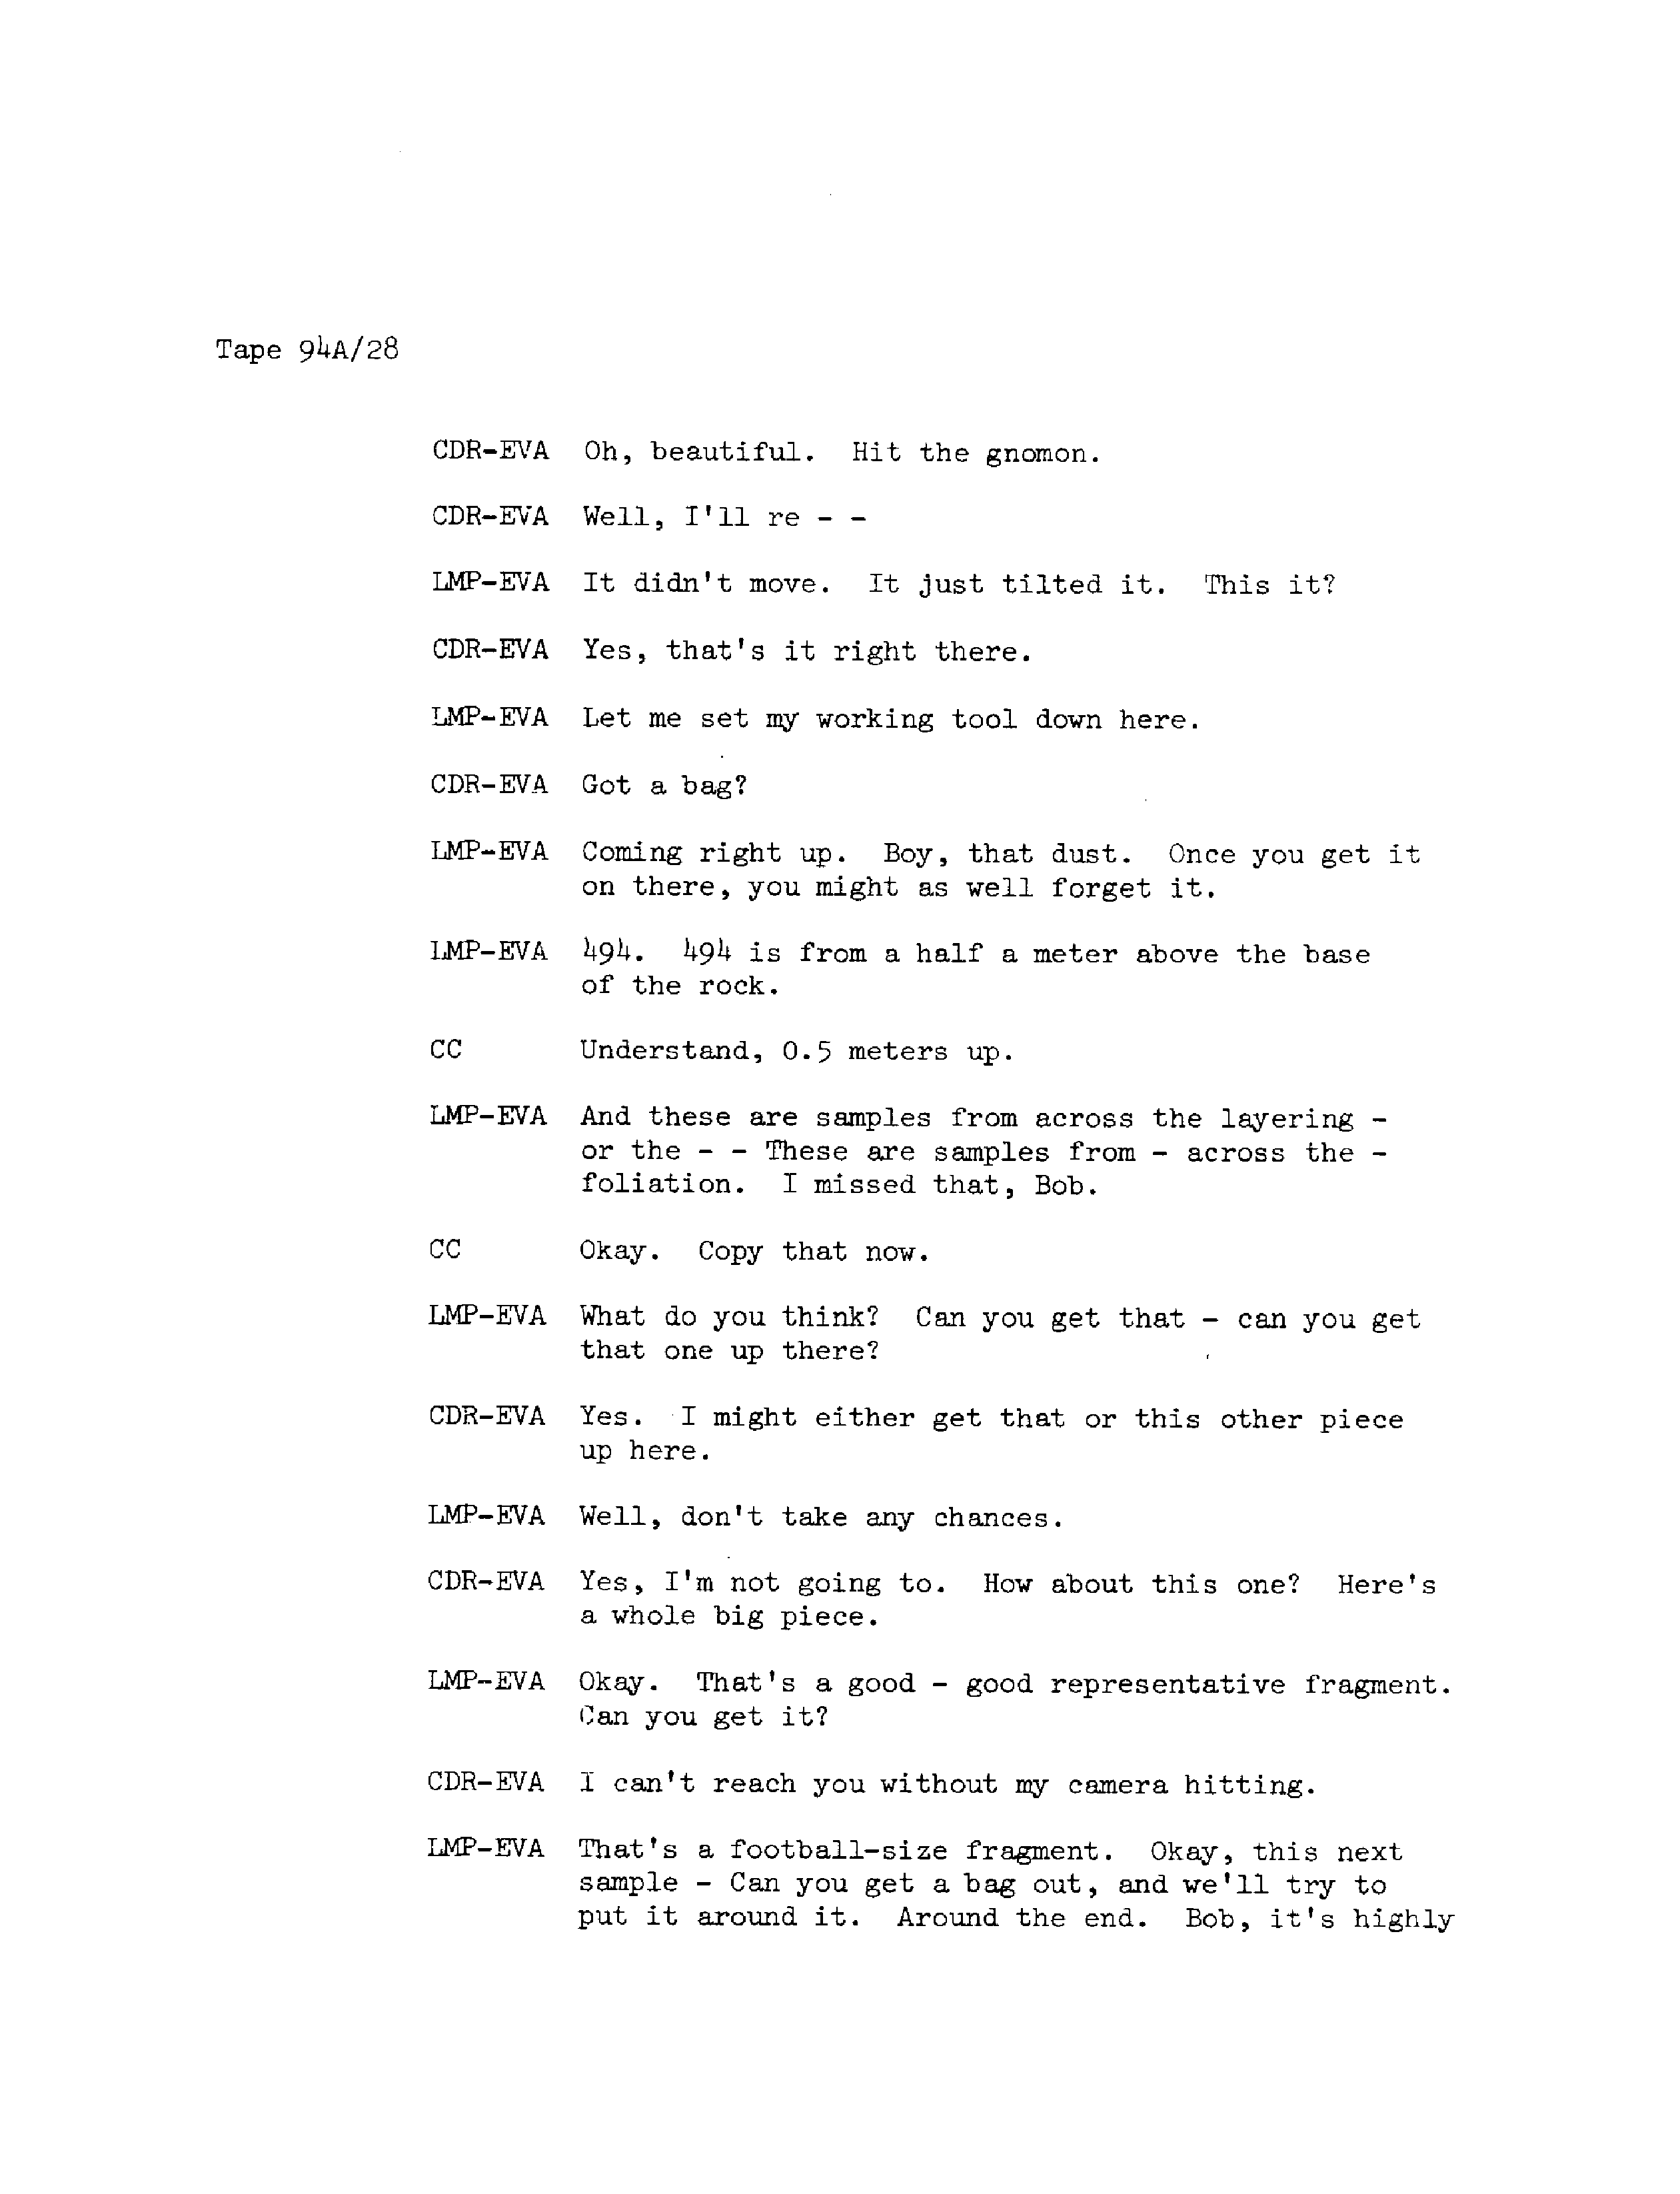 Tape 94A/28
CDR-EVA Oh, beautiful. Hit the gnomon.
CDR-EVA Well, I'll re - -
LMP-EVA It didn't move. It just tilted it. This it?
CDR-EVA Yes, that's it right there.
LMP-EVA Let me set my working tool down here.
CDR-EVA Got a bag?
LMP-EVA Coming right up. Boy, that dust. Once you get it
on there, you might as well forget it.
LMP-EVA 494. 494 is from a half a meter above the base
of the rock.
CC Understand, 0.5 meters up.
LMP-EVA And these are samples from across the layering -
or the - - These are samples from - across the -
foliation. I missed that, Bob.
CC Okay. Copy that now.
LMP-EVA What do you think? Can you get that - can you get
that one up there?
CDR-EVA Yes. I might either get that or this other piece
up here.
LMP-EVA Well, don't take any chances.
CDR-EVA Yes, I'm not going to. How about this one? Here's
a whole big piece.
LMP-EVA Okay. That's a good - good representative fragment.
Can you get it?
CDR-EVA I can't reach you without my camera hitting.
LMP-EVA That's a football-size fragment. Okay, this next
sample - Can you get a bag out, and we'll try to
put it around it. Around the end. Bob, it's highly